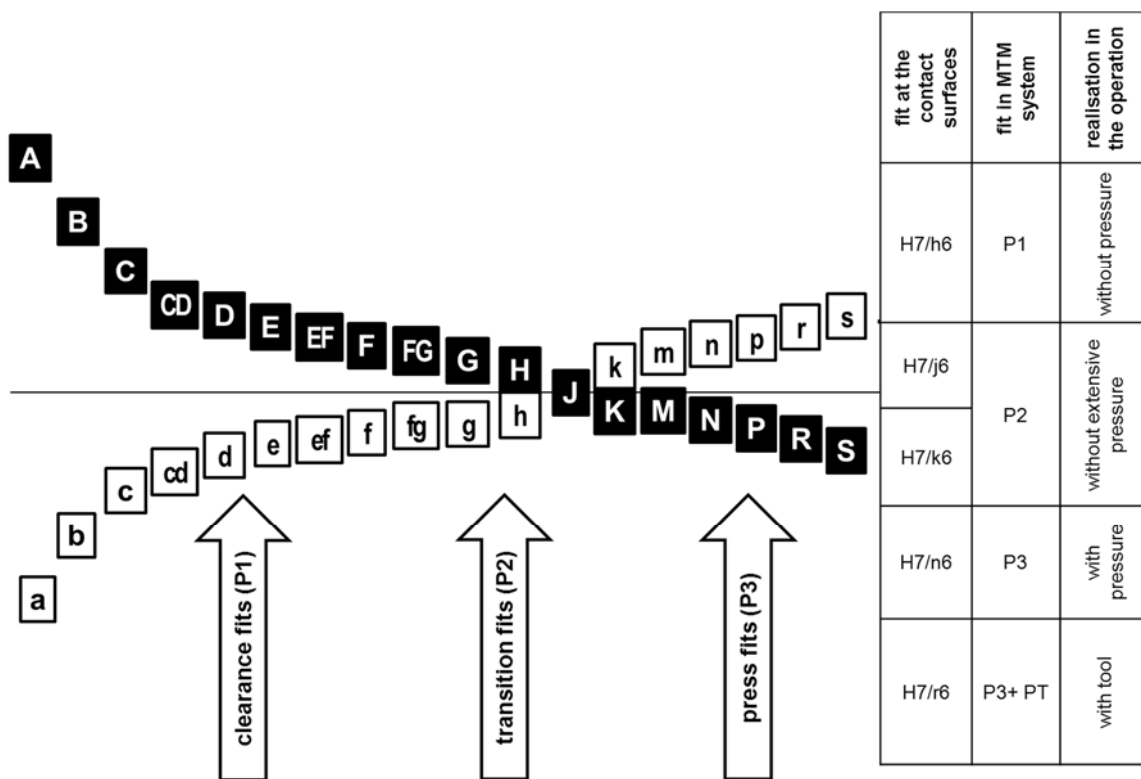 A
B
C
CD
D
E
EF
F
FG
G
H
J
K
M
N
P
R
S
a
b
c
cd
d
e
ef
f
fg
g
h
k
m
n
p
r
s
clearance fits (P1)
transition fits (P2)
press fits (P3)
fit at the
contact
surfaces
fit in MTM
system
realisation in
the operation
H7/h6
P1
without pressure
H7/j6
H7/k6
P2
without extensive
pressure
H7/n6
P3
with
pressure
H7/r6
P3+ PT
with tool